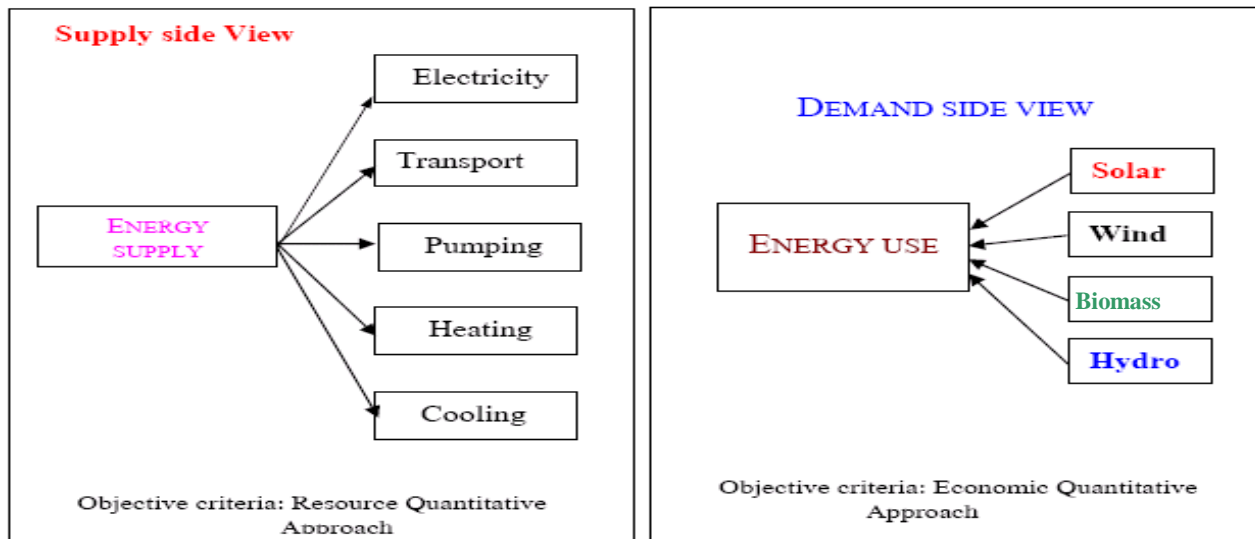 Supply side View
Electricity
Transport
ENERGY
SUPPLY
Pumping
Heating
Cooling
Objective criteria: Resource Quantitative
Approach
DEMAND SIDE VIEW
Solar
ENERGY USE
Wind
Biomass
Hydro
Objective criteria: Economic Quantitative
Approach